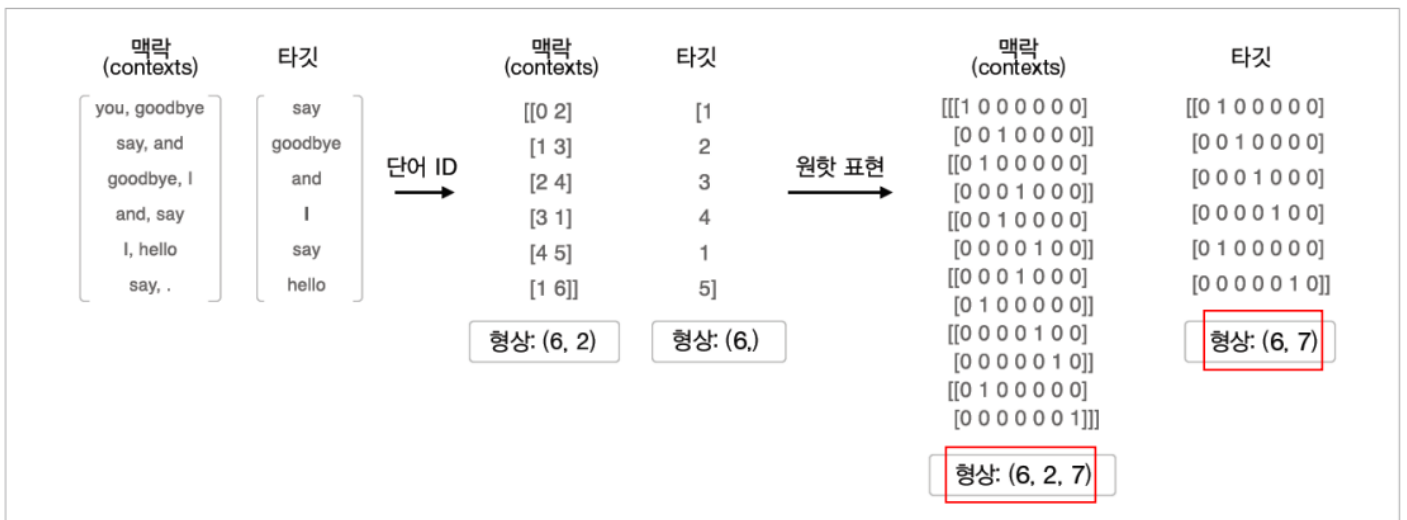 맥락
(contexts)
you, goodbye
say, and
goodbye, I
and, say
I, hello
say, .
타깃
say
goodbye
and
I
say
hello
단어 ID
맥락
(contexts)
[[0 2]
[1 3]
[2 4]
[3 1]
[4 5]
[1 6]]
형상: (6, 2)
타깃
[1
2
3
4
1
5]
형상: (6,)
원핫 표현
맥락
(contexts)
[[[1 0 0 0 0 0 0]
[0 0 1 0 0 0 0]]
[[0 1 0 0 0 0 0]
[0 0 0 1 0 0 0]]
[[0 0 1 0 0 0 0]
[0 0 0 0 1 0 0]]
[[0 0 0 1 0 0 0]
[0 1 0 0 0 0 0]]
[[0 0 0 0 1 0 0]
[0 0 0 0 0 1 0]]
[[0 1 0 0 0 0 0]
[0 0 0 0 0 0 1]]]
형상: (6, 2, 7)
타깃
[[0 1 0 0 0 0 0]
[0 0 1 0 0 0 0]
[0 0 0 1 0 0 0]
[0 0 0 0 1 0 0]
[0 1 0 0 0 0 0]
[0 0 0 0 0 1 0]]
형상: (6, 7)